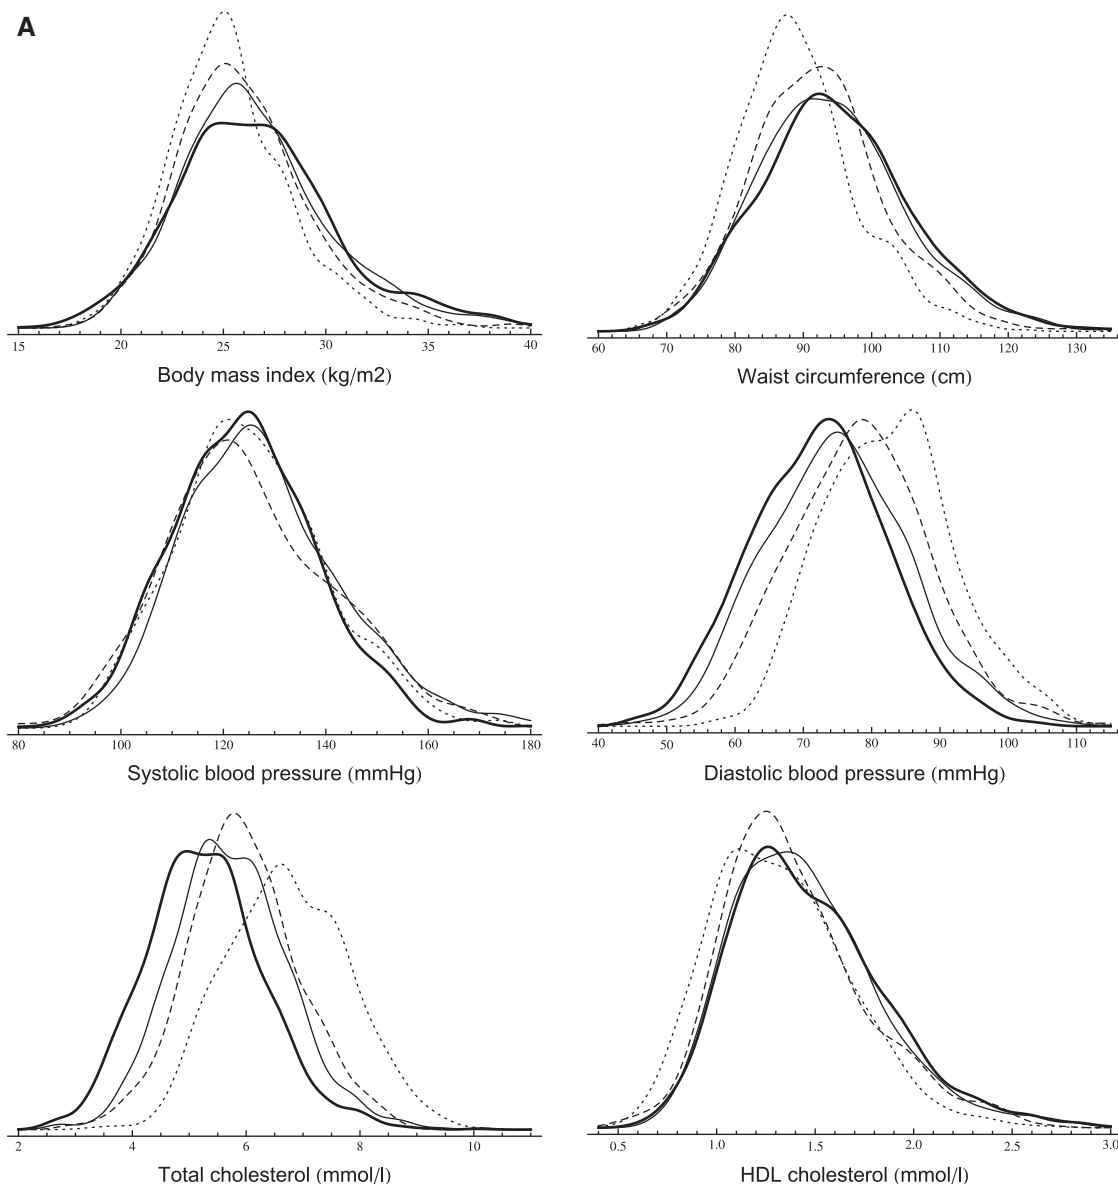 A
15 20 25 30 35 40
Body mass index (kg/m2)
60 70 80 90 100 110 120 130
Waist circumference (cm)
80 100 120 140 160 180
Systolic blood pressure (mmHg)
40 50 60 70 80 90 100 110
Diastolic blood pressure (mmHg)
2 4 6 8 10
Total cholesterol (mmol/l)
0.5 1.0 1.5 2.0 2.5 3.0
HDL cholesterol (mmol/l)